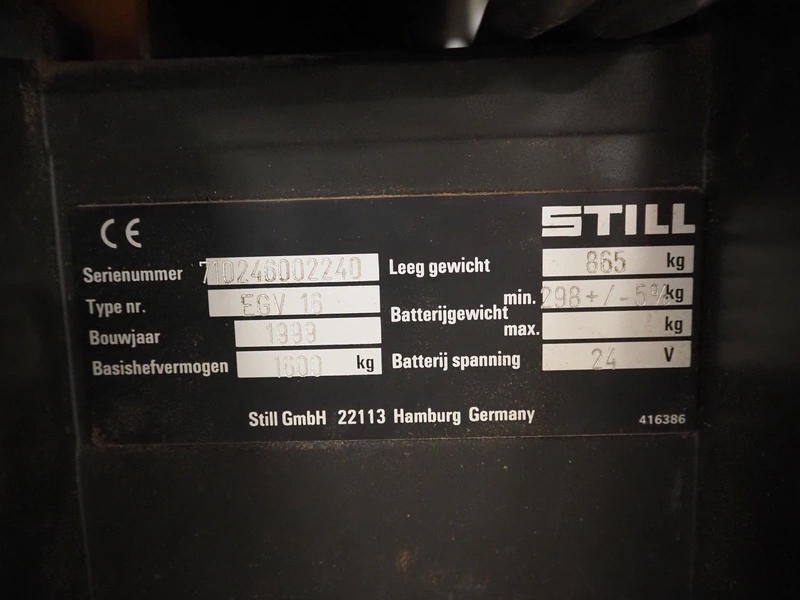 CE
STILL
Serienummer 710246002240
Type nr. EGV 16
Bouwjaar 1999
Basishefvermogen 1600 kg
Leeg gewicht 865 kg
Batterijgewicht min. 298+/-5% kg
max. kg
Batterij spanning 24 V
Still GmbH 22113 Hamburg Germany
416386